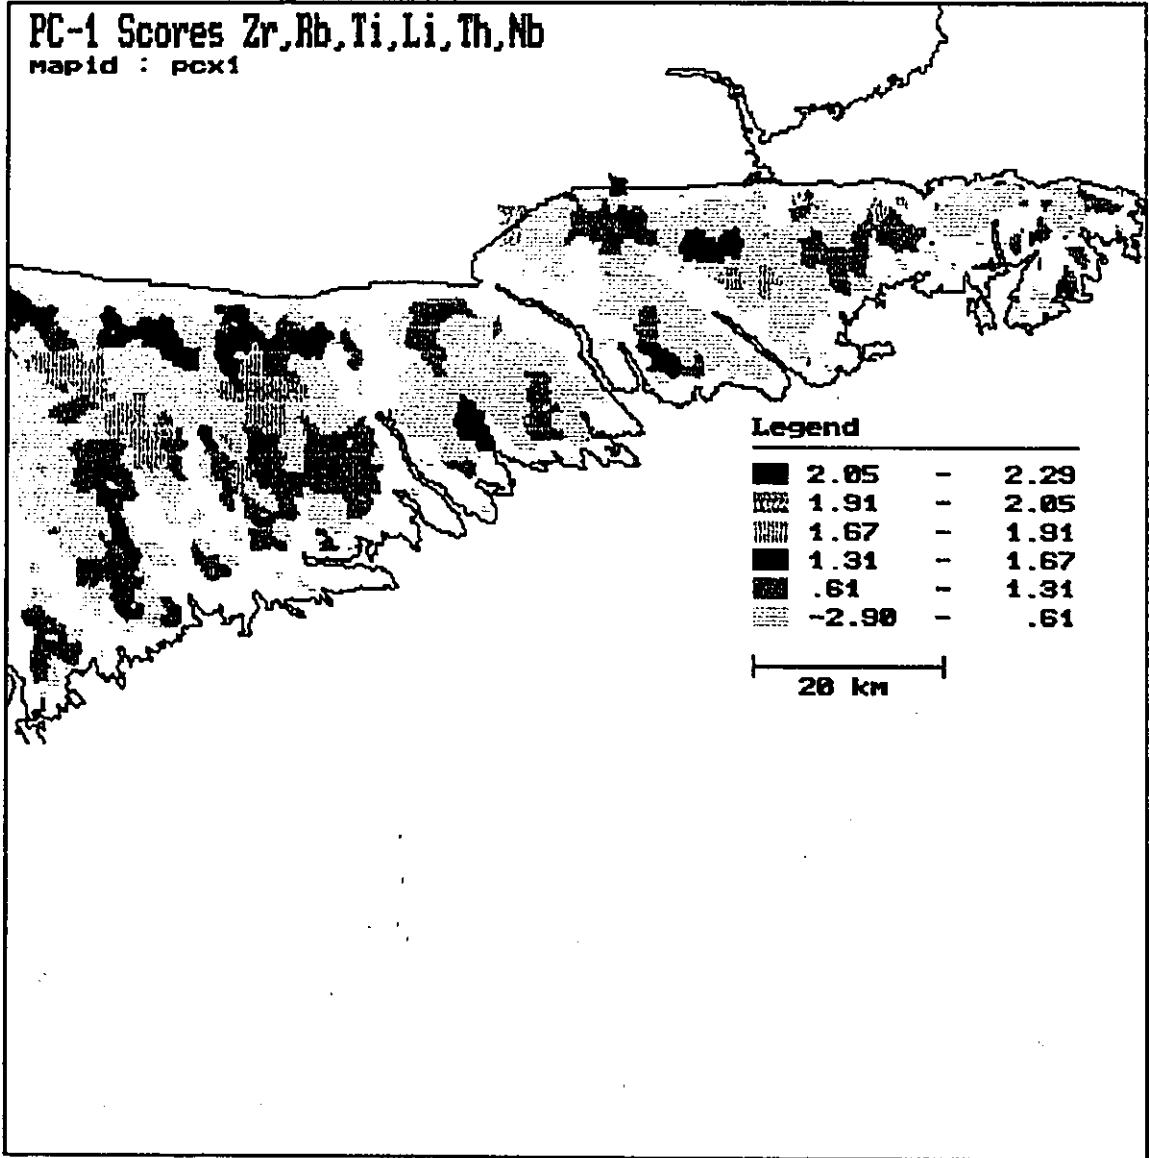 PC-1 Scores Zr,Rb,Ti,Li,Th,Nb
mapid : pcx1
Legend
2.05 - 2.29
1.91 - 2.05
1.67 - 1.91
1.31 - 1.67
.61 - 1.31
-2.90 - .61
20 km